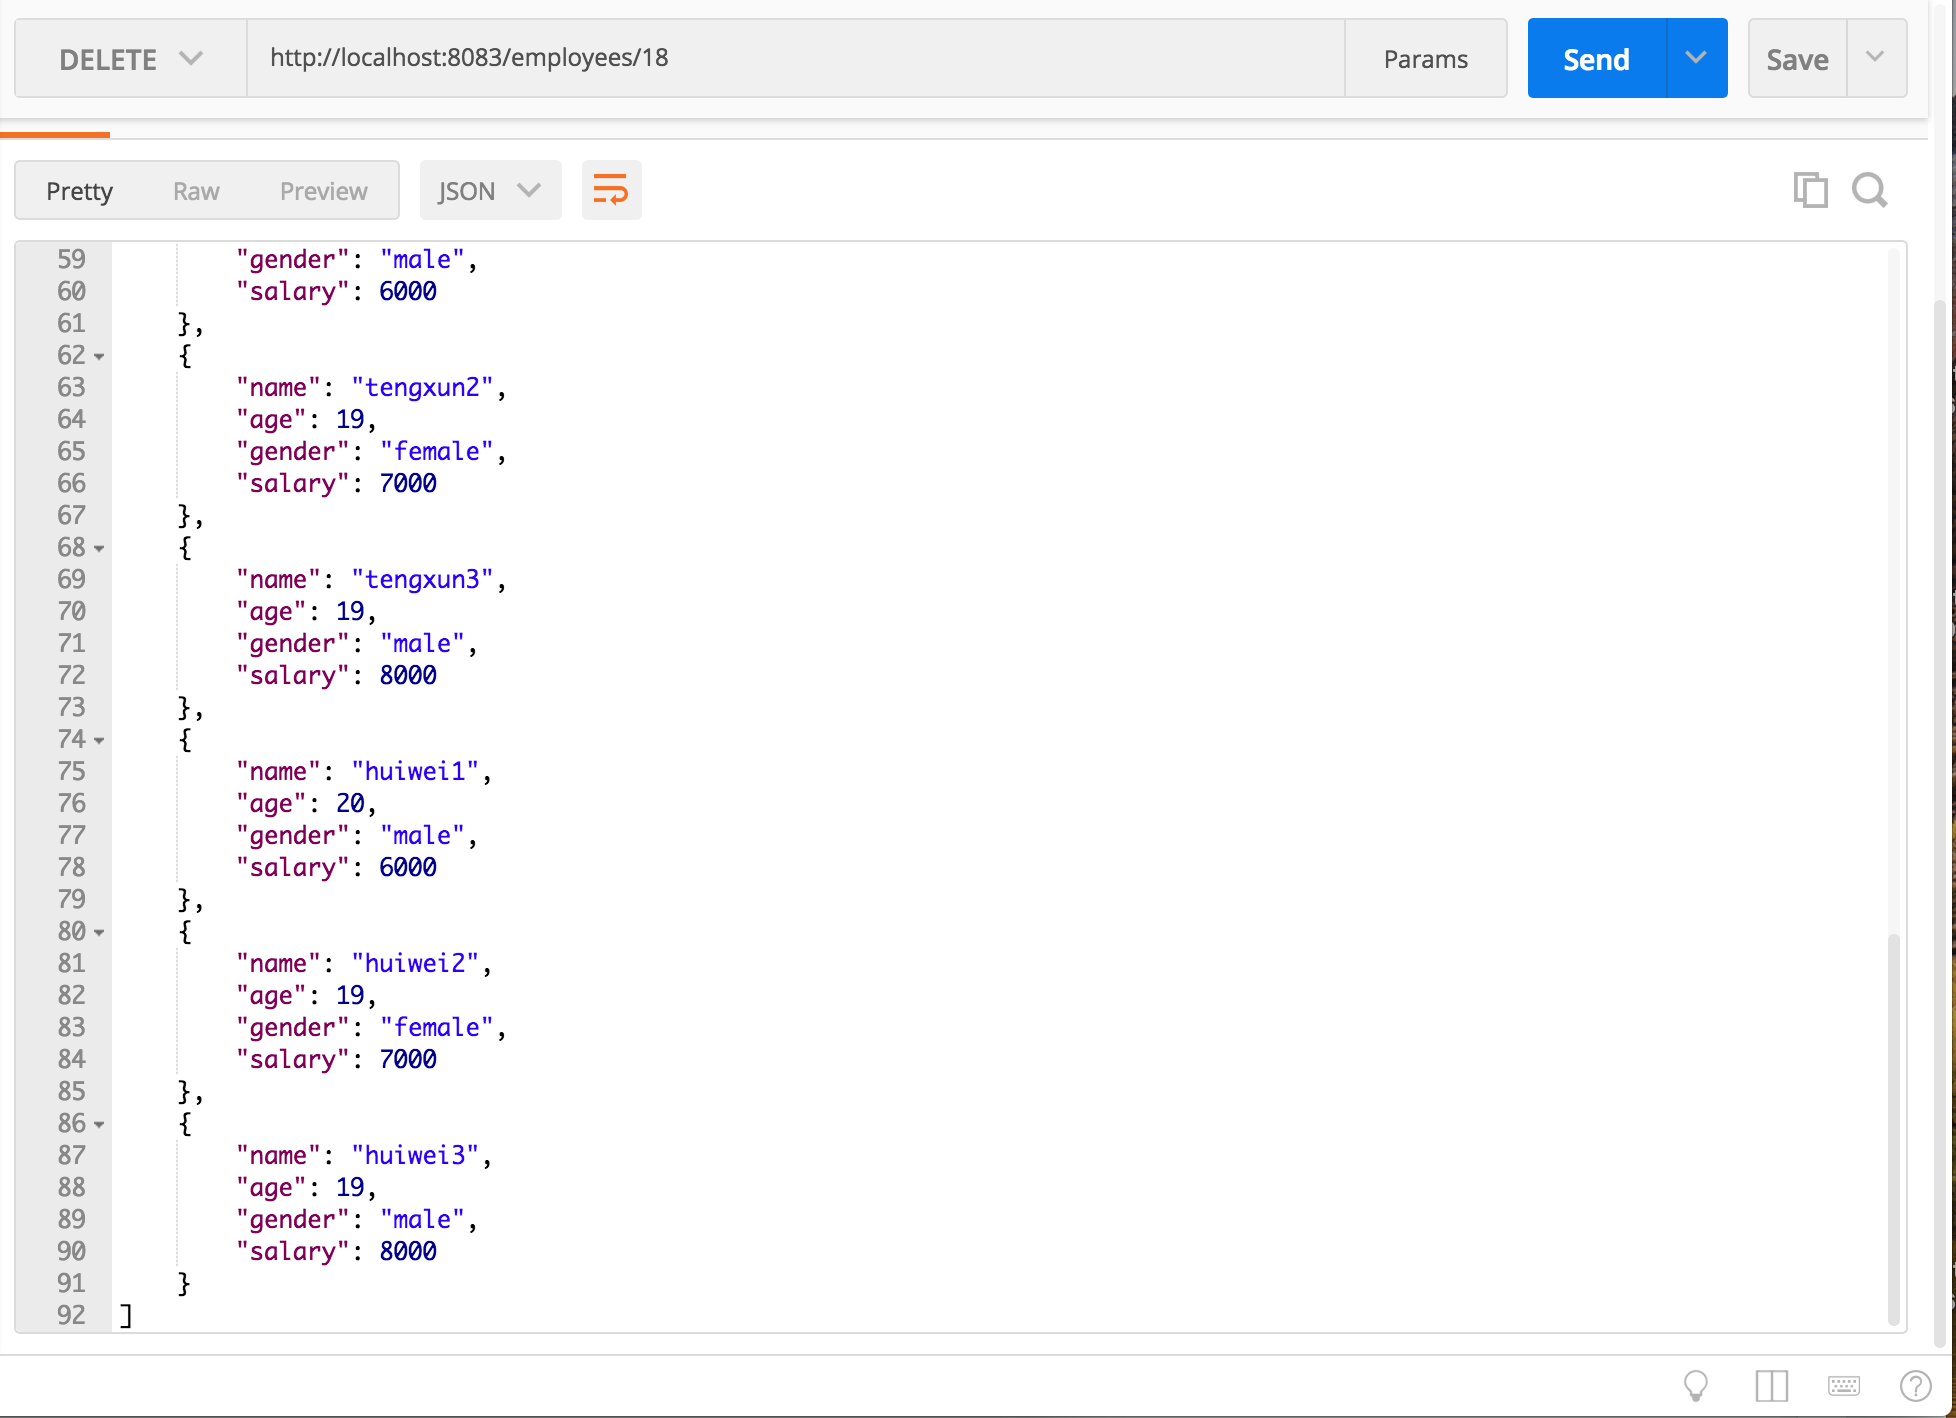 DELETE http://localhost:8083/employees/18 Params Send Save
Pretty Raw Preview JSON
59 "gender": "male",
60 "salary": 6000
61 },
62 {
63 "name": "tengxun2",
64 "age": 19,
65 "gender": "female",
66 "salary": 7000
67 },
68 {
69 "name": "tengxun3",
70 "age": 19,
71 "gender": "male",
72 "salary": 8000
73 },
74 {
75 "name": "huiwei1",
76 "age": 20,
77 "gender": "male",
78 "salary": 6000
79 },
80 {
81 "name": "huiwei2",
82 "age": 19,
83 "gender": "female",
84 "salary": 7000
85 },
86 {
87 "name": "huiwei3",
88 "age": 19,
89 "gender": "male",
90 "salary": 8000
91 }
92 ]